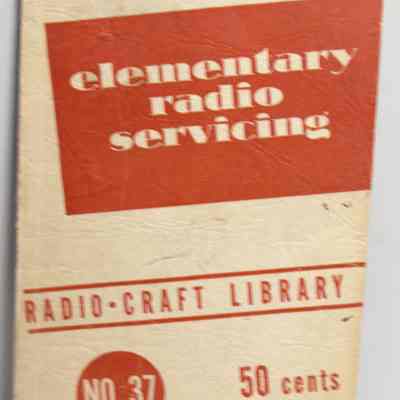 elementary
radio
servicing
RADIO-CRAFT LIBRARY
NO. 37
50 cents